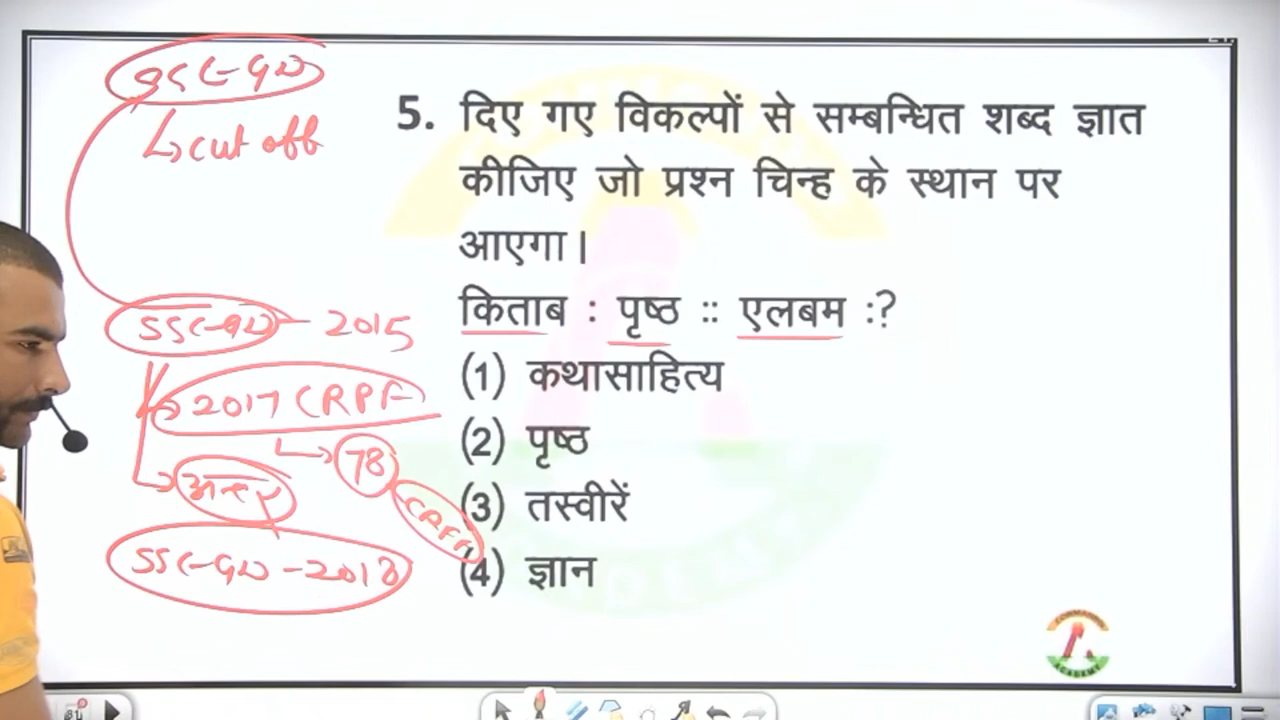 SSC-GD
↳ cut off
SSC-GD - 2015
↳ 2017 CRPF
↳ 78
CRPF
SSC-GD - 2018
5. दिए गए विकल्पों से सम्बन्धित शब्द ज्ञात
कीजिए जो प्रश्न चिन्ह के स्थान पर
आएगा।
किताब : पृष्ठ :: एलबम :?
(1) कथासाहित्य
(2) पृष्ठ
(3) तस्वीरें
(4) ज्ञान